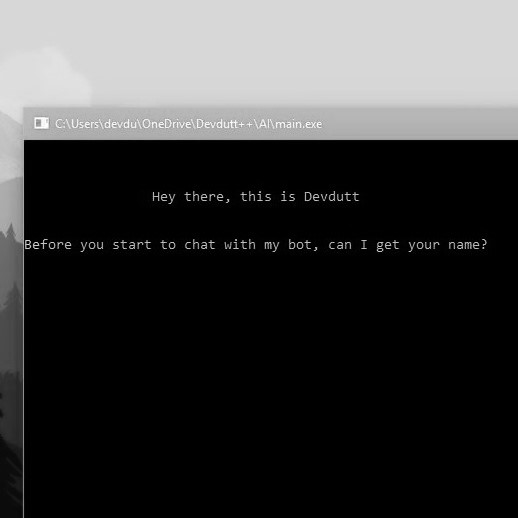 C:\Users\devdu\OneDrive\Devdutt++\AI\main.exe
Hey there, this is Devdutt
Before you start to chat with my bot, can I get your name?